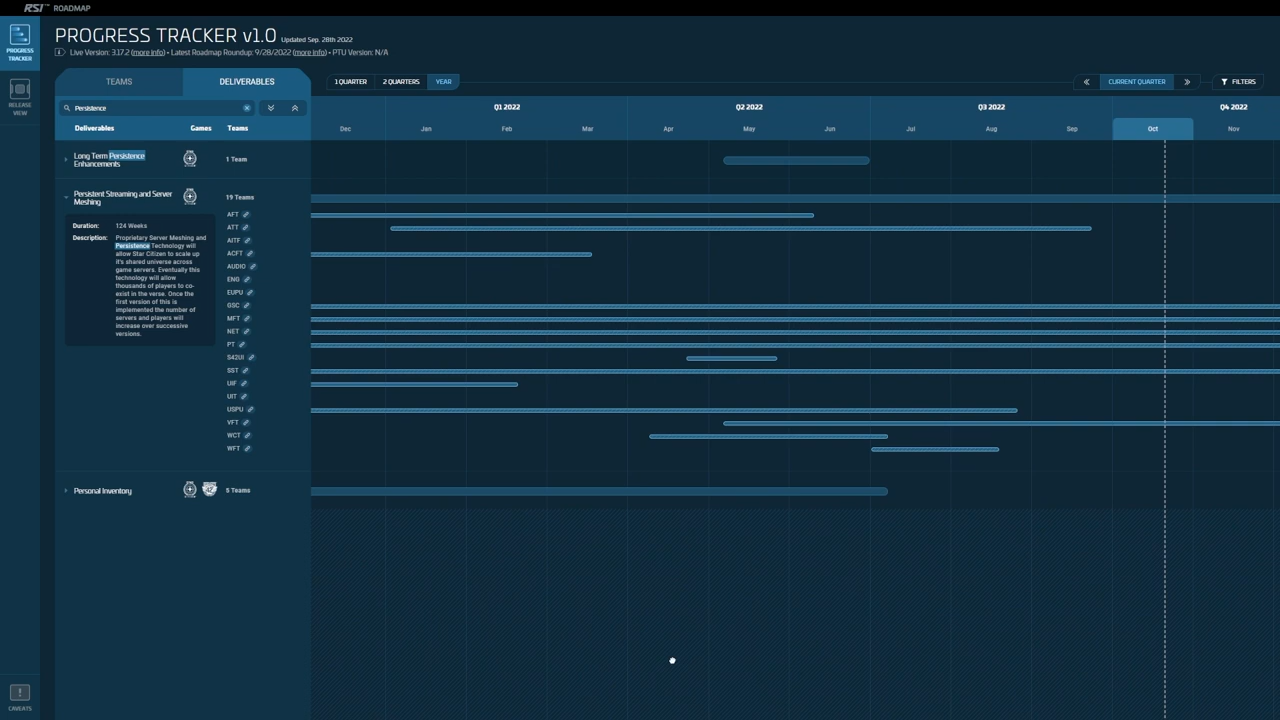 RSI™ ROADMAP
PROGRESS TRACKER v1.0 Updated Sep. 28th 2022
Live Version: 3.17.2 (more info) • Latest Roadmap Roundup: 9/28/2022 (more info) • PTU Version: N/A
PROGRESS
TRACKER
RELEASE
VIEW
TEAMS DELIVERABLES 1 QUARTER 2 QUARTERS YEAR CURRENT QUARTER FILTERS
Persistence
Q1 2022 Q2 2022 Q3 2022 Q4 2022
Deliverables Games Teams Dec Jan Feb Mar Apr May Jun Jul Aug Sep Oct Nov
Long Term Persistence
Enhancements
1 Team
Persistent Streaming and Server
Meshing
19 Teams
Duration: 124 Weeks
Description: Proprietary Server Meshing and
Persistence Technology will
allow Star Citizen to scale up
it's shared universe across
game servers. Eventually this
technology will allow
thousands of players to co-
exist in the verse. Once the
first version of this is
implemented the number of
servers and players will
increase over successive
versions.
AFT
ATT
AITF
ACFT
AUDIO
ENG
EUPU
GSC
MFT
NET
PT
S42UI
SST
UIF
UIT
USPU
VFT
WCT
WFT
Personal Inventory 5 Teams
CAVEATS